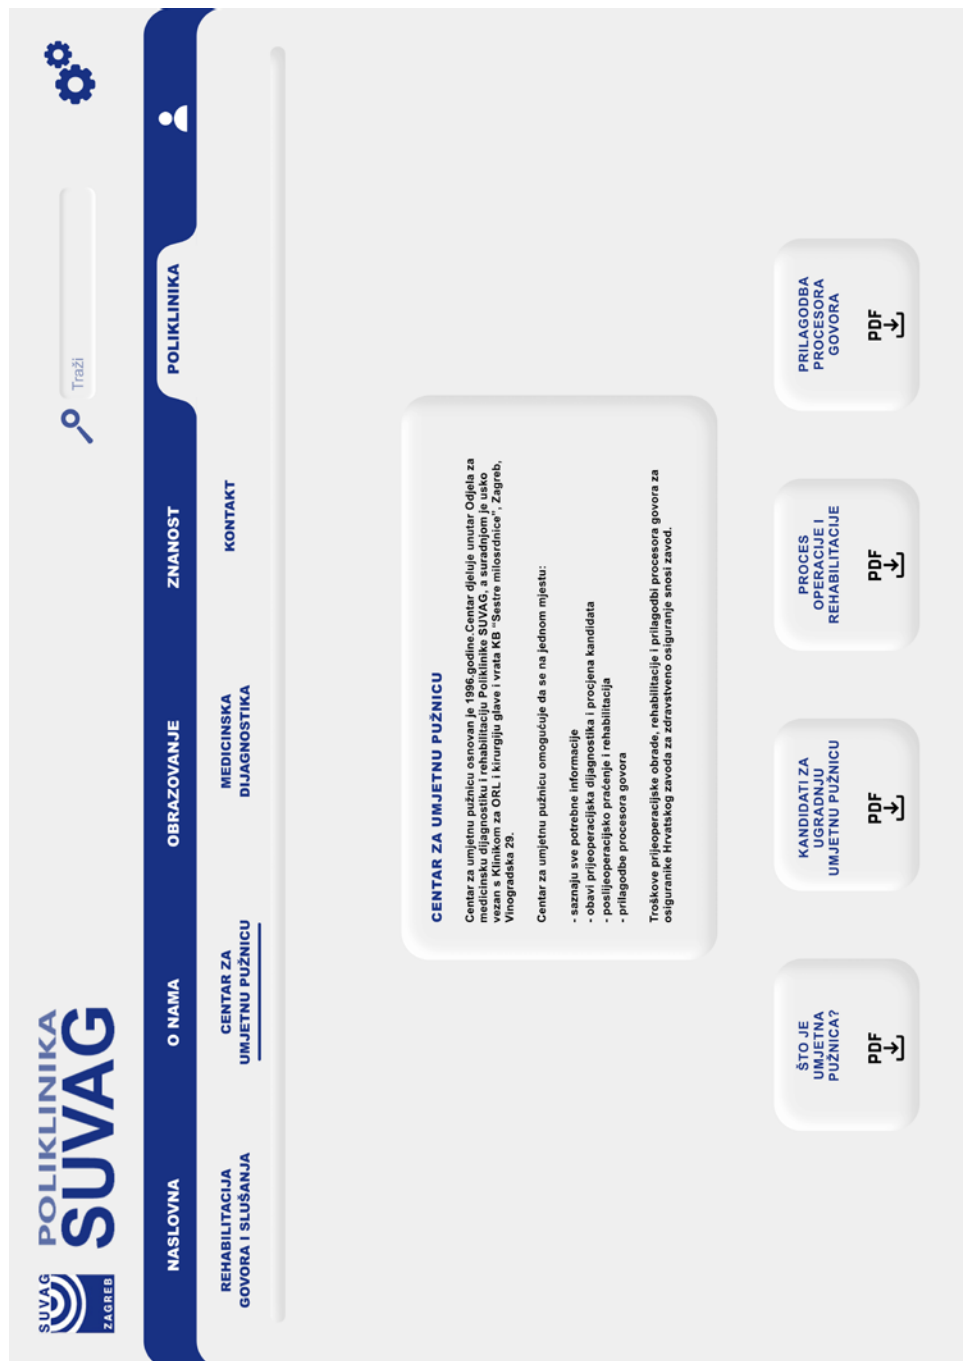 SUVAG
ZAGREB
POLIKLINIKA
SUVAG
Traži
NASLOVNA
O NAMA
OBRAZOVANJE
ZNANOST
POLIKLINIKA
REHABILITACIJA
GOVORA I SLUŠANJA
CENTAR ZA
UMJETNU PUŽNICU
MEDICINSKA
DIJAGNOSTIKA
KONTAKT
CENTAR ZA UMJETNU PUŽNICU
Centar za umjetnu pužnicu osnovan je 1996.godine.Centar djeluje unutar Odjela za
medicinsku dijagnostiku i rehabilitaciju Poliklinike SUVAG, a suradnjom je usko
vezan s Klinikom za ORL i kirurgiju glave i vrata KB "Sestre milosrdnice", Zagreb,
Vinogradska 29.
Centar za umjetnu pužnicu omogućuje da se na jednom mjestu:
- saznaju sve potrebne informacije
- obavi prijeoperacijska dijagnostika i procjena kandidata
- poslijeoperacijsko praćenje i rehabilitacija
- prilagodbe procesora govora
Troškove prijeoperacijske obrade, rehabilitacije i prilagodbi procesora govora za
osiguranike Hrvatskog zavoda za zdravstveno osiguranje snosi zavod.
ŠTO JE
UMJETNA
PUŽNICA?
PDF
KANDIDATI ZA
UGRADNJU
UMJETNU PUŽNICU
PDF
PROCES
OPERACIJE I
REHABILITACIJE
PDF
PRILAGODBA
PROCESORA
GOVORA
PDF